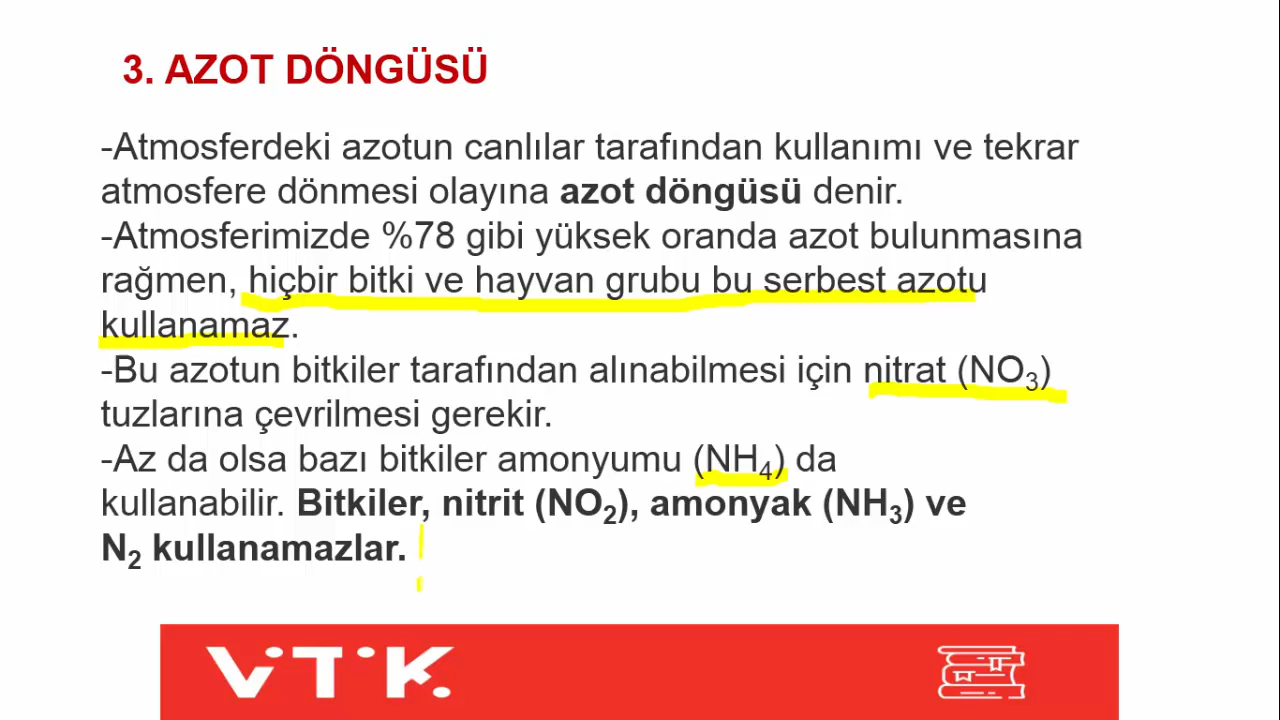 3. AZOT DÖNGÜSÜ
-Atmosferdeki azotun canlılar tarafından kullanımı ve tekrar
atmosfere dönmesi olayına azot döngüsü denir.
-Atmosferimizde %78 gibi yüksek oranda azot bulunmasına
rağmen, hiçbir bitki ve hayvan grubu bu serbest azotu
kullanamaz.
-Bu azotun bitkiler tarafından alınabilmesi için nitrat (NO₃)
tuzlarına çevrilmesi gerekir.
-Az da olsa bazı bitkiler amonyumu (NH₄) da
kullanabilir. Bitkiler, nitrit (NO₂), amonyak (NH₃) ve
N₂ kullanamazlar.
ViTiK.